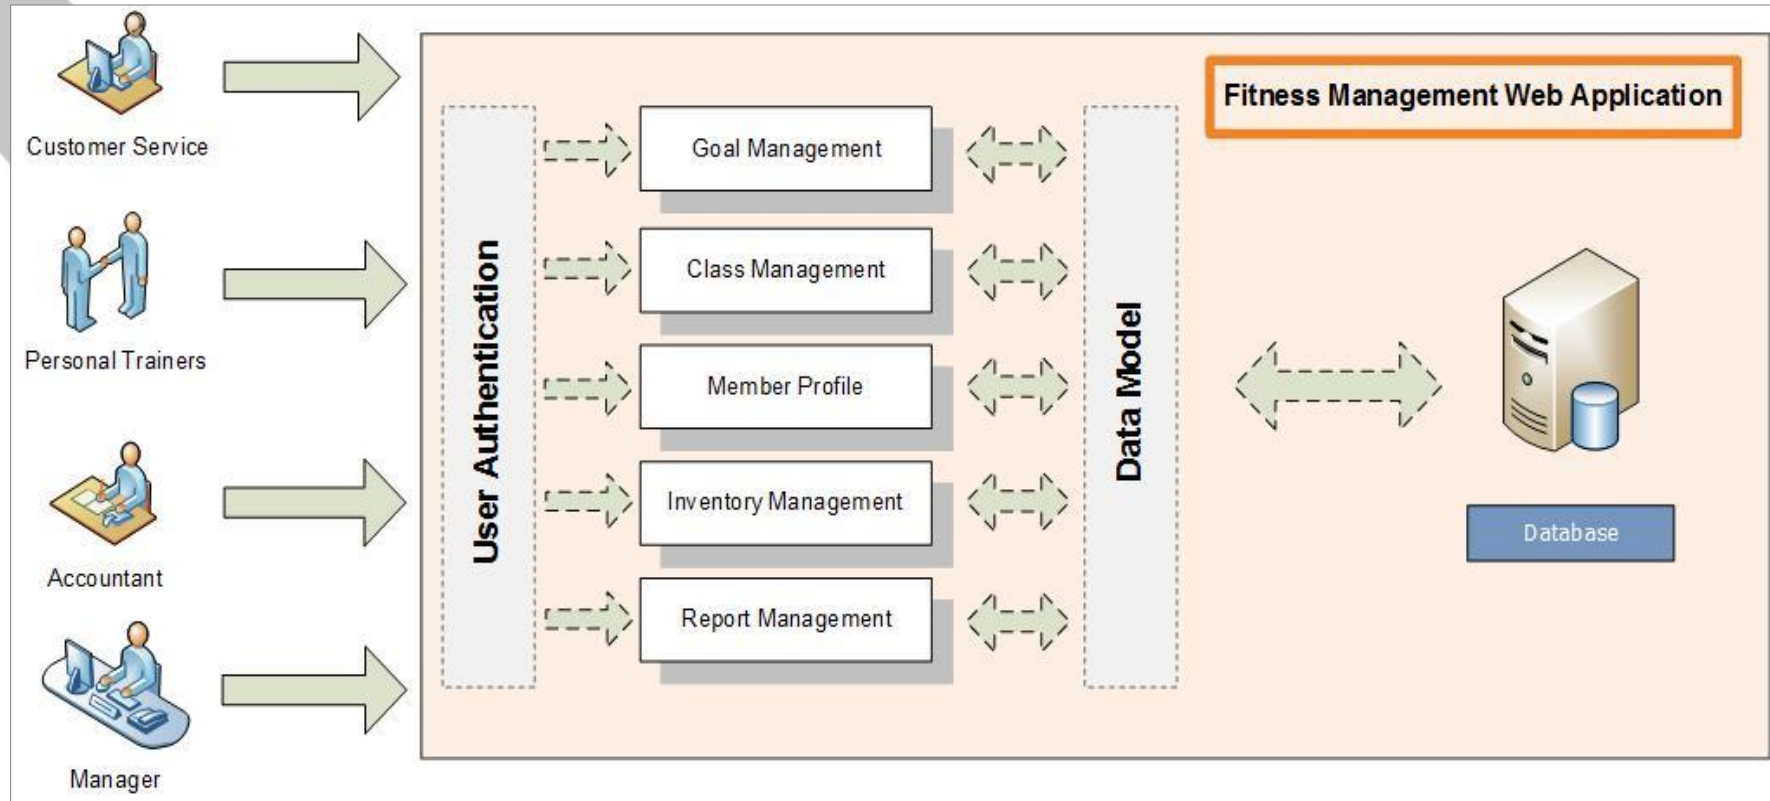 Customer Service
Personal Trainers
Accountant
Manager
User Authentication
Goal Management
Class Management
Member Profile
Inventory Management
Report Management
Data Model
Fitness Management Web Application
Database